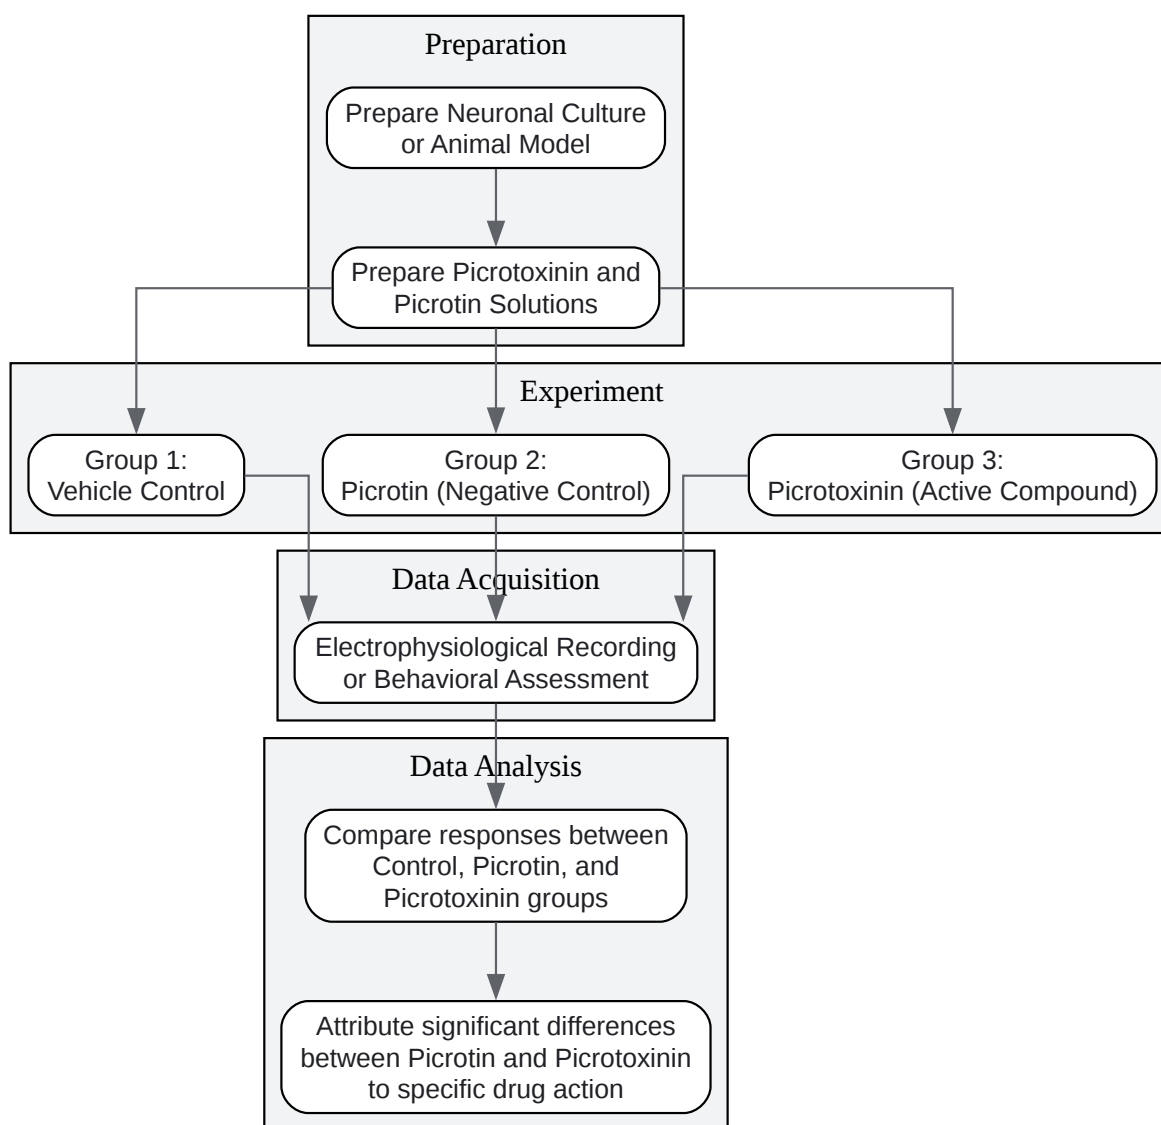 Preparation
Prepare Neuronal Culture
or Animal Model
Prepare Picrotoxinin and
Picrotin Solutions
Experiment
Group 1:
Vehicle Control
Group 2:
Picrotin (Negative Control)
Group 3:
Picrotoxinin (Active Compound)
Data Acquisition
Electrophysiological Recording
or Behavioral Assessment
Data Analysis
Compare responses between
Control, Picrotin, and
Picrotoxinin groups
Attribute significant differences
between Picrotin and Picrotoxinin
to specific drug action